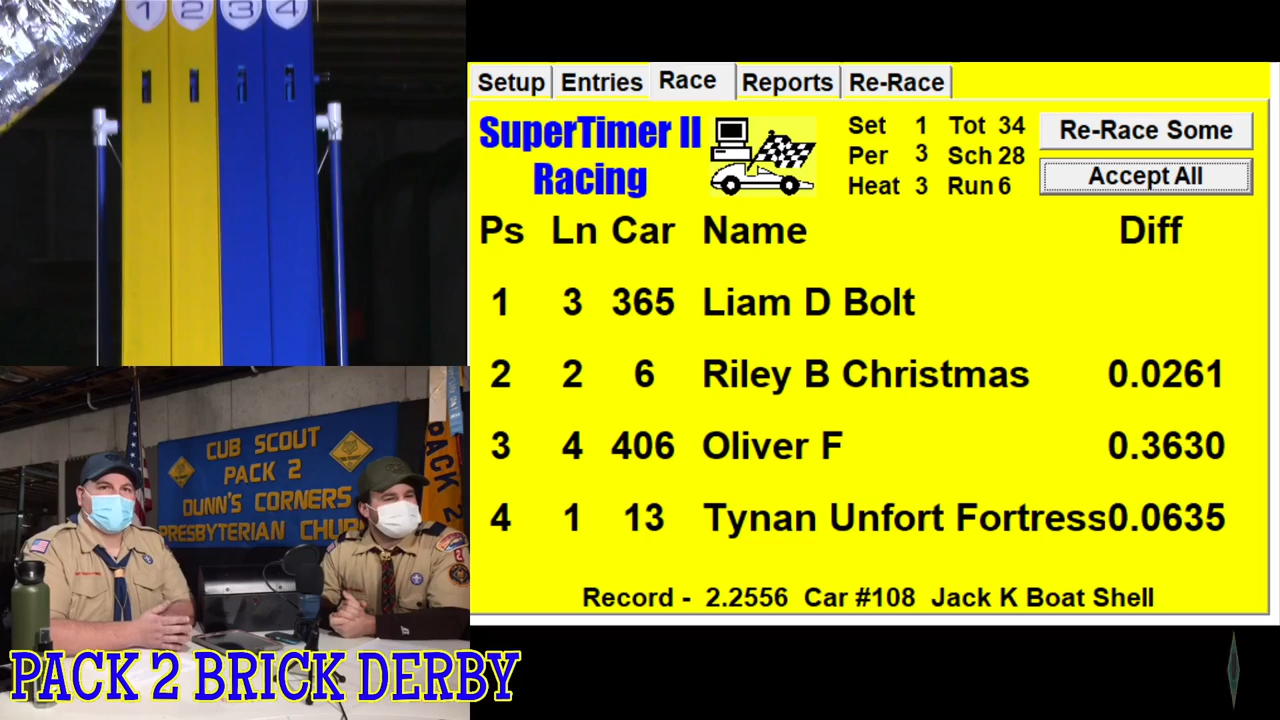 1 2 3 4
CUB SCOUT
PACK 2
DUNN'S CORNERS
PRESBYTERIAN
PACK 2
PACK 2 BRICK DERBY
Setup Entries Race Reports Re-Race
SuperTimer II
Racing
Set 1 Tot 34
Per 3 Sch 28
Heat 3 Run 6
Re-Race Some
Accept All
Ps Ln Car Name Diff
1 3 365 Liam D Bolt
2 2 6 Riley B Christmas 0.0261
3 4 406 Oliver F 0.3630
4 1 13 Tynan Unfort Fortress 0.0635
Record - 2.2556 Car #108 Jack K Boat Shell